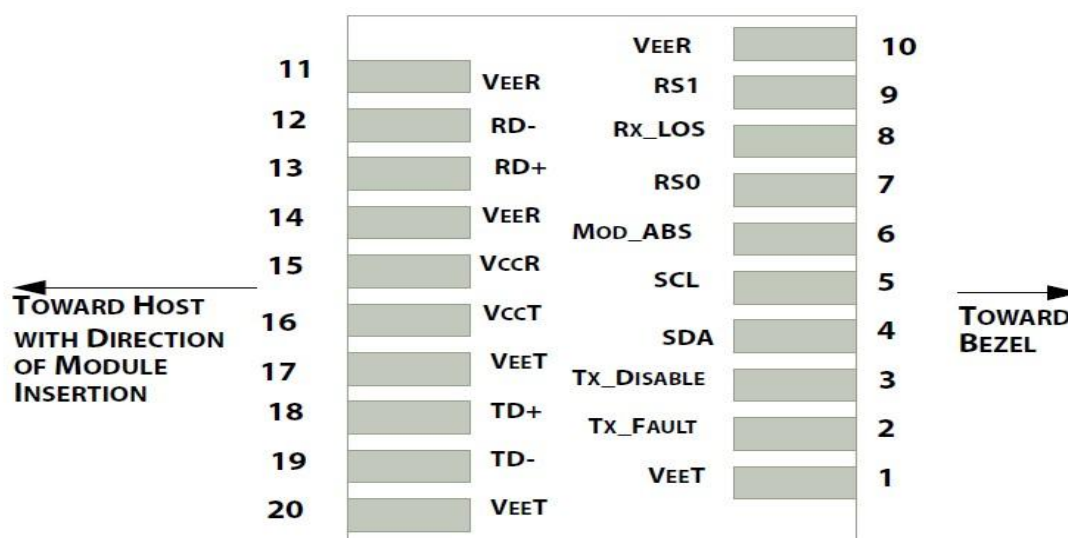 VEER 10
11 VEER
RS1 9
12 RD-
RX_LOS 8
13 RD+
RS0 7
14 VEER
MOD_ABS 6
15 VCCR
SCL 5
TOWARD HOST
WITH DIRECTION
OF MODULE
INSERTION
TOWARD
BEZEL
16 VCCT
SDA 4
17 VEET
TX_DISABLE 3
18 TD+
TX_FAULT 2
19 TD-
VEET 1
20 VEET